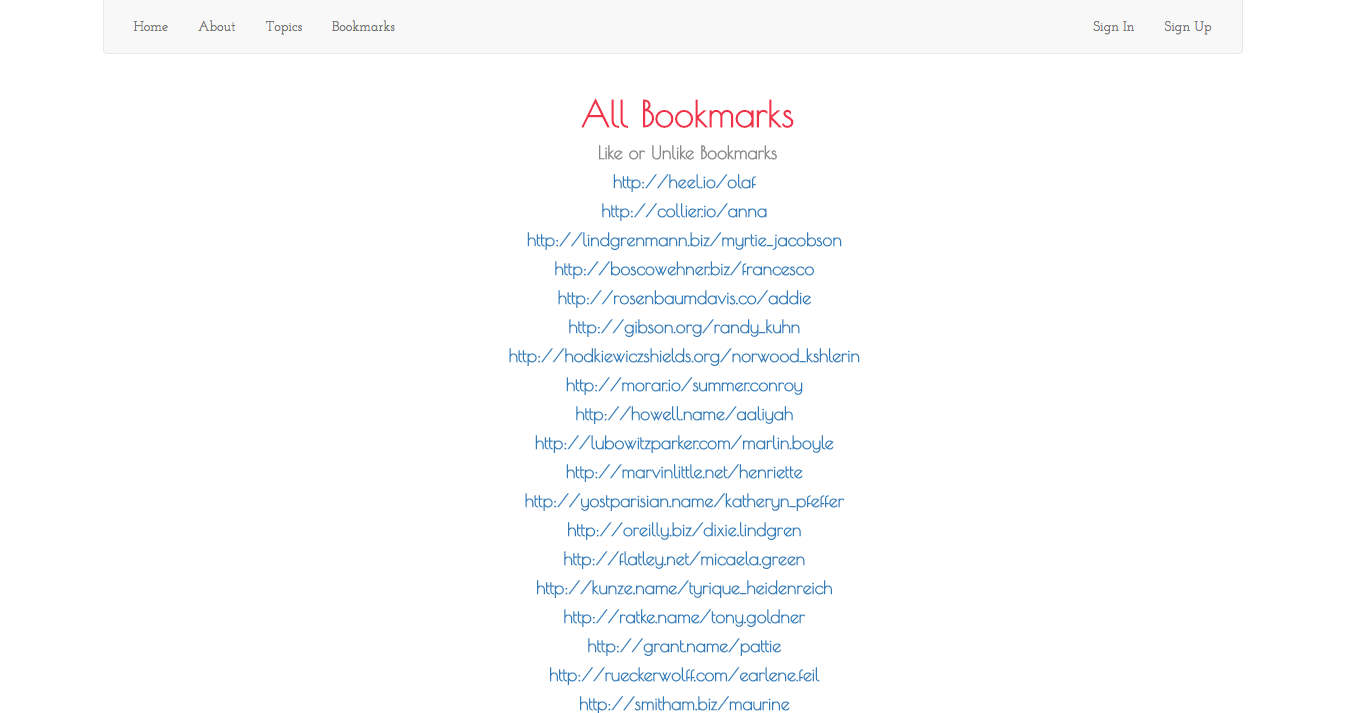 Home About Topics Bookmarks Sign In Sign Up
All Bookmarks
Like or Unlike Bookmarks
http://heel.io/olaf
http://collier.io/anna
http://lindgrenmann.biz/myrtie_jacobson
http://boscowehner.biz/francesco
http://rosenbaumdavis.co/addie
http://gibson.org/randy_kuhn
http://hodkiewiczshields.org/norwood_kshlerin
http://morar.io/summer.conroy
http://howell.name/aaliyah
http://lubowitzparker.com/marlin.boyle
http://marvinlittle.net/henriette
http://yostparisian.name/katheryn_pfeffer
http://oreilly.biz/dixie.lindgren
http://flatley.net/micaela.green
http://kunze.name/tyrique_heidenreich
http://ratke.name/tony.goldner
http://grant.name/pattie
http://rueckerwolff.com/earlene.feil
http://smitham.biz/maurine